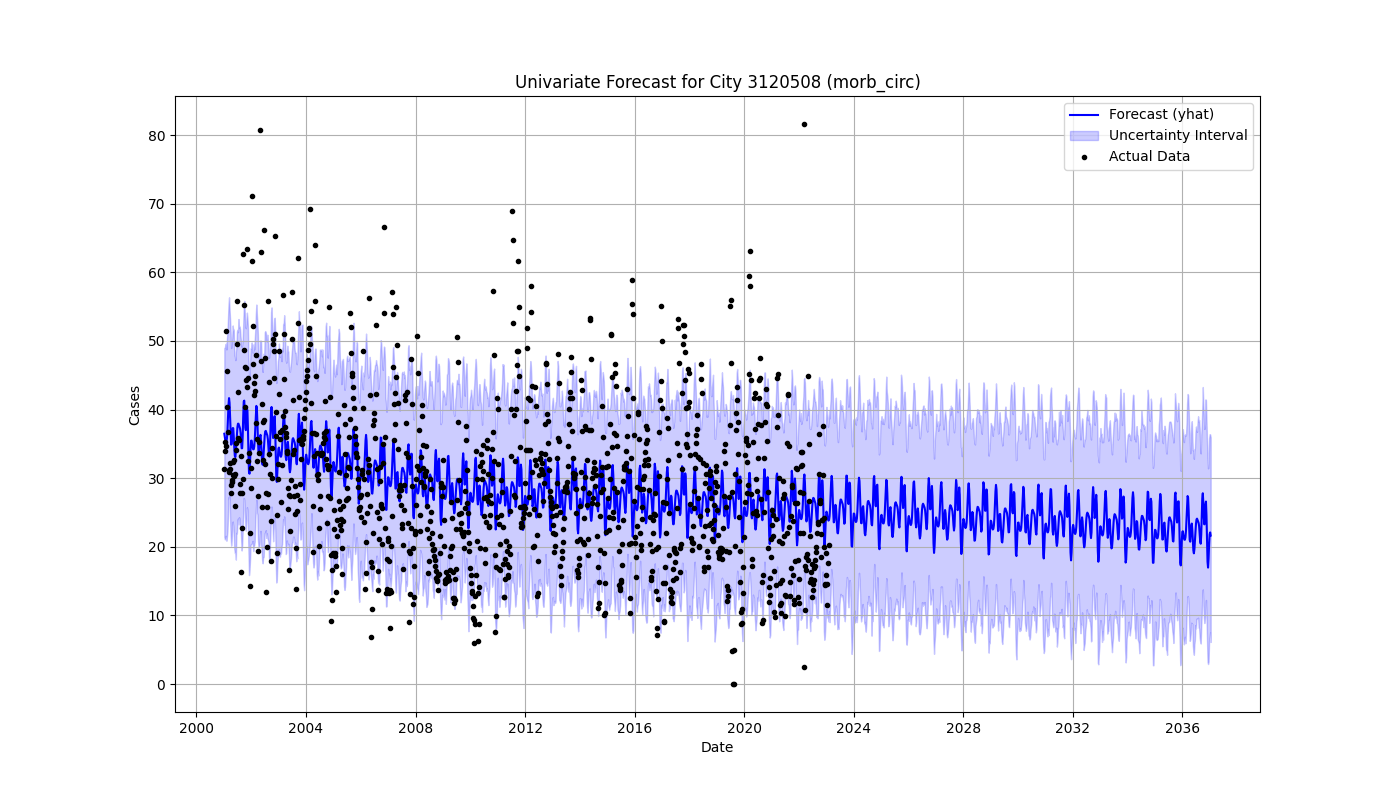 Univariate Forecast for City 3120508 (morb_circ)
Forecast (yhat)
Uncertainty Interval
Actual Data
Cases
80
70
60
50
40
30
20
10
0
2000 2004 2008 2012 2016 2020 2024 2028 2032 2036
Date